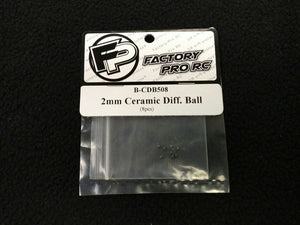 FP
FACTORY
PRO RC
B-CDB508
2mm Ceramic Diff. Ball
(8pcs)